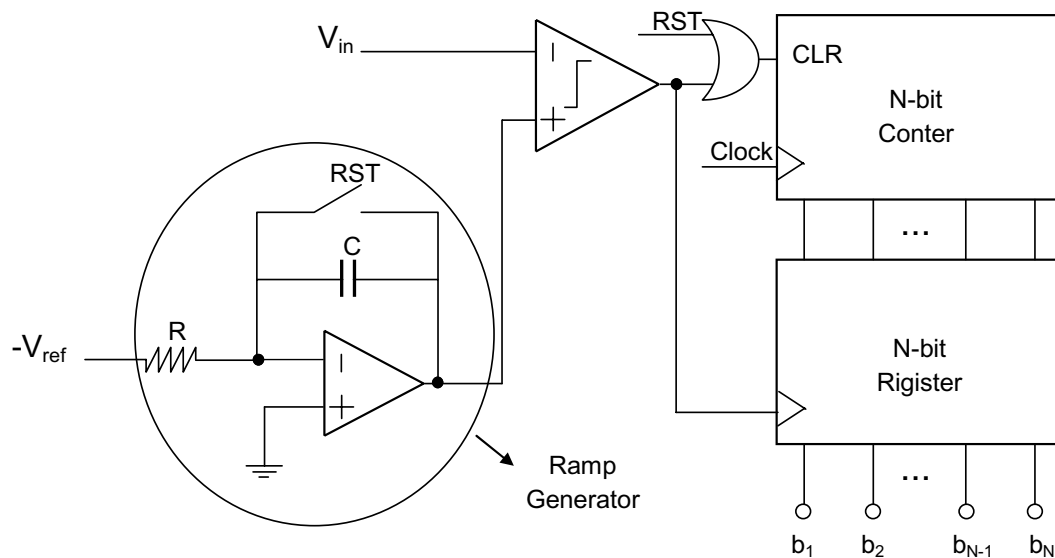 RST
V_in
CLR
N-bit
Conter
Clock
RST
...
C
-V_ref
R
N-bit
Rigister
Ramp
Generator
...
b_1
b_2
b_N-1
b_N